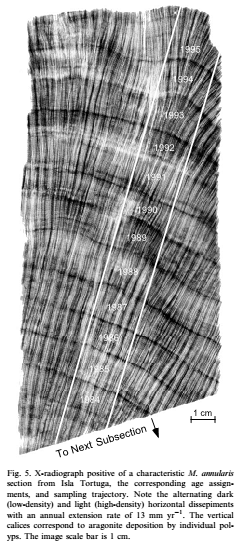 1995
1994
1993
1992
1991
1990
1989
1988
1987
1986
1985
1984
1 cm
To Next Subsection
Fig. 5. X-radiograph positive of a characteristic M. annularis
section from Isla Tortuga, the corresponding age assign-
ments, and sampling trajectory. Note the alternating dark
(low-density) and light (high-density) horizontal dissepiments
with an annual extension rate of 13 mm yr−1. The vertical
calices correspond to aragonite deposition by individual pol-
yps. The image scale bar is 1 cm.